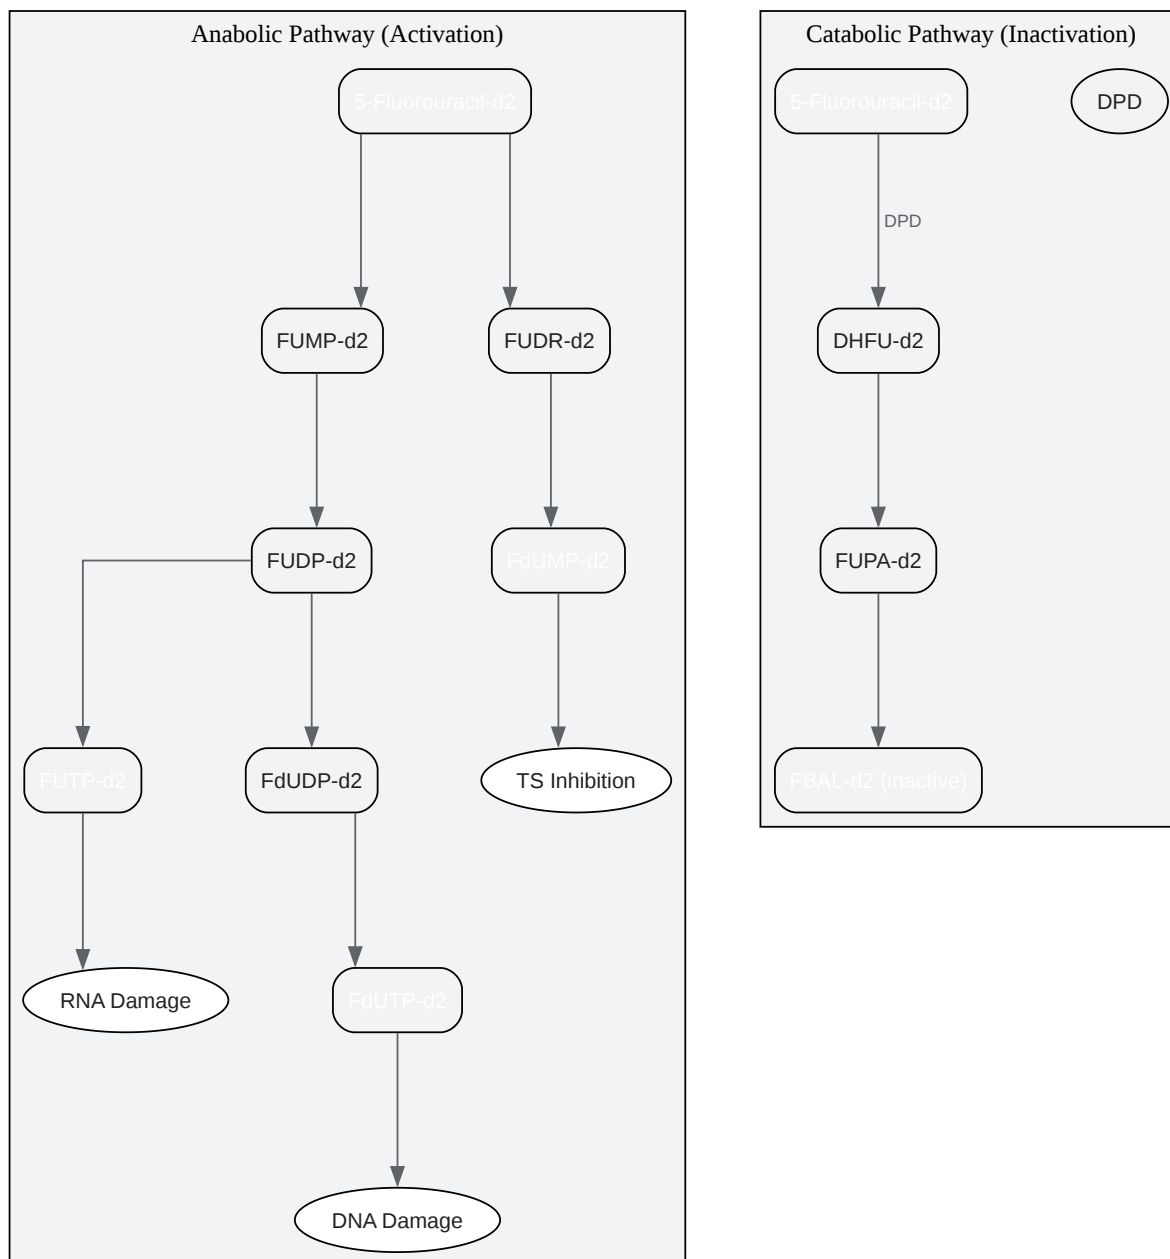 Anabolic Pathway (Activation)
5-Fluorouracil-d2
FUMP-d2
FUDR-d2
FUDP-d2
FdUMP-d2
FUTP-d2
FdUDP-d2
TS Inhibition
RNA Damage
FdUTP-d2
DNA Damage
Catabolic Pathway (Inactivation)
5-Fluorouracil-d2
DPD
DPD
DHFU-d2
FUPA-d2
FBAL-d2 (inactive)